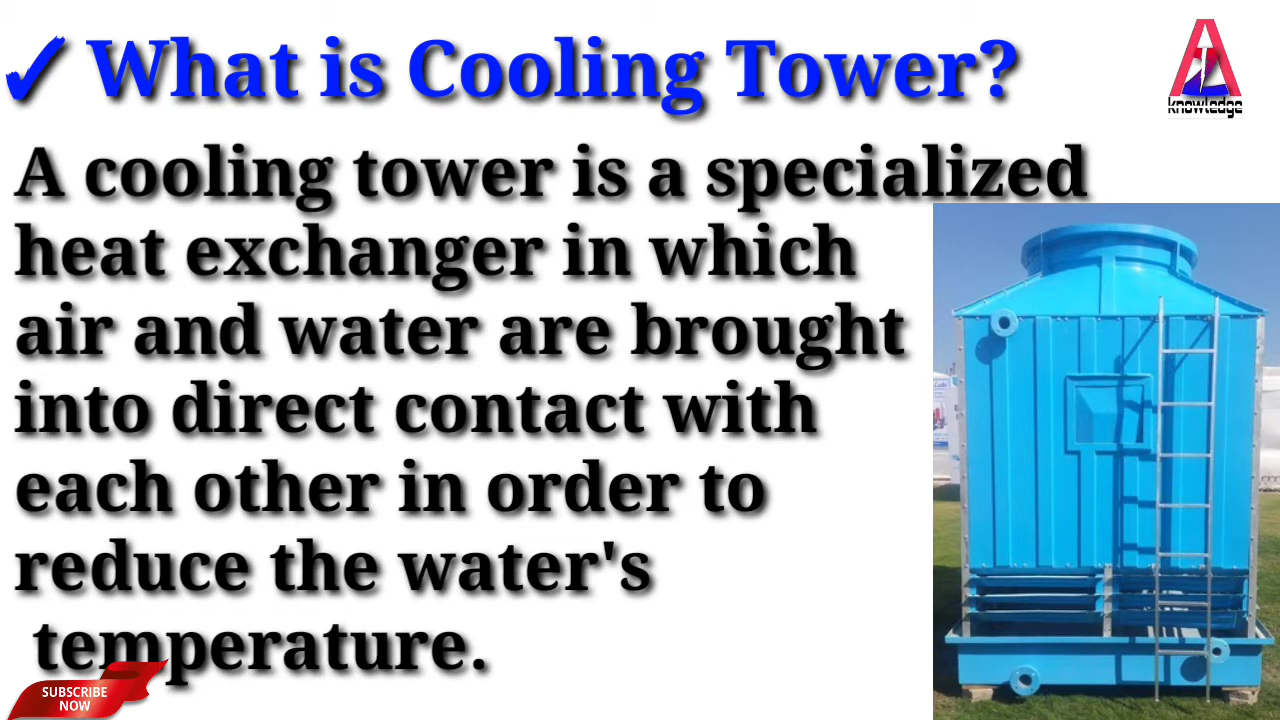 ✓ What is Cooling Tower?
knowledge
A cooling tower is a specialized
heat exchanger in which
air and water are brought
into direct contact with
each other in order to
reduce the water's
temperature.
SUBSCRIBE
NOW